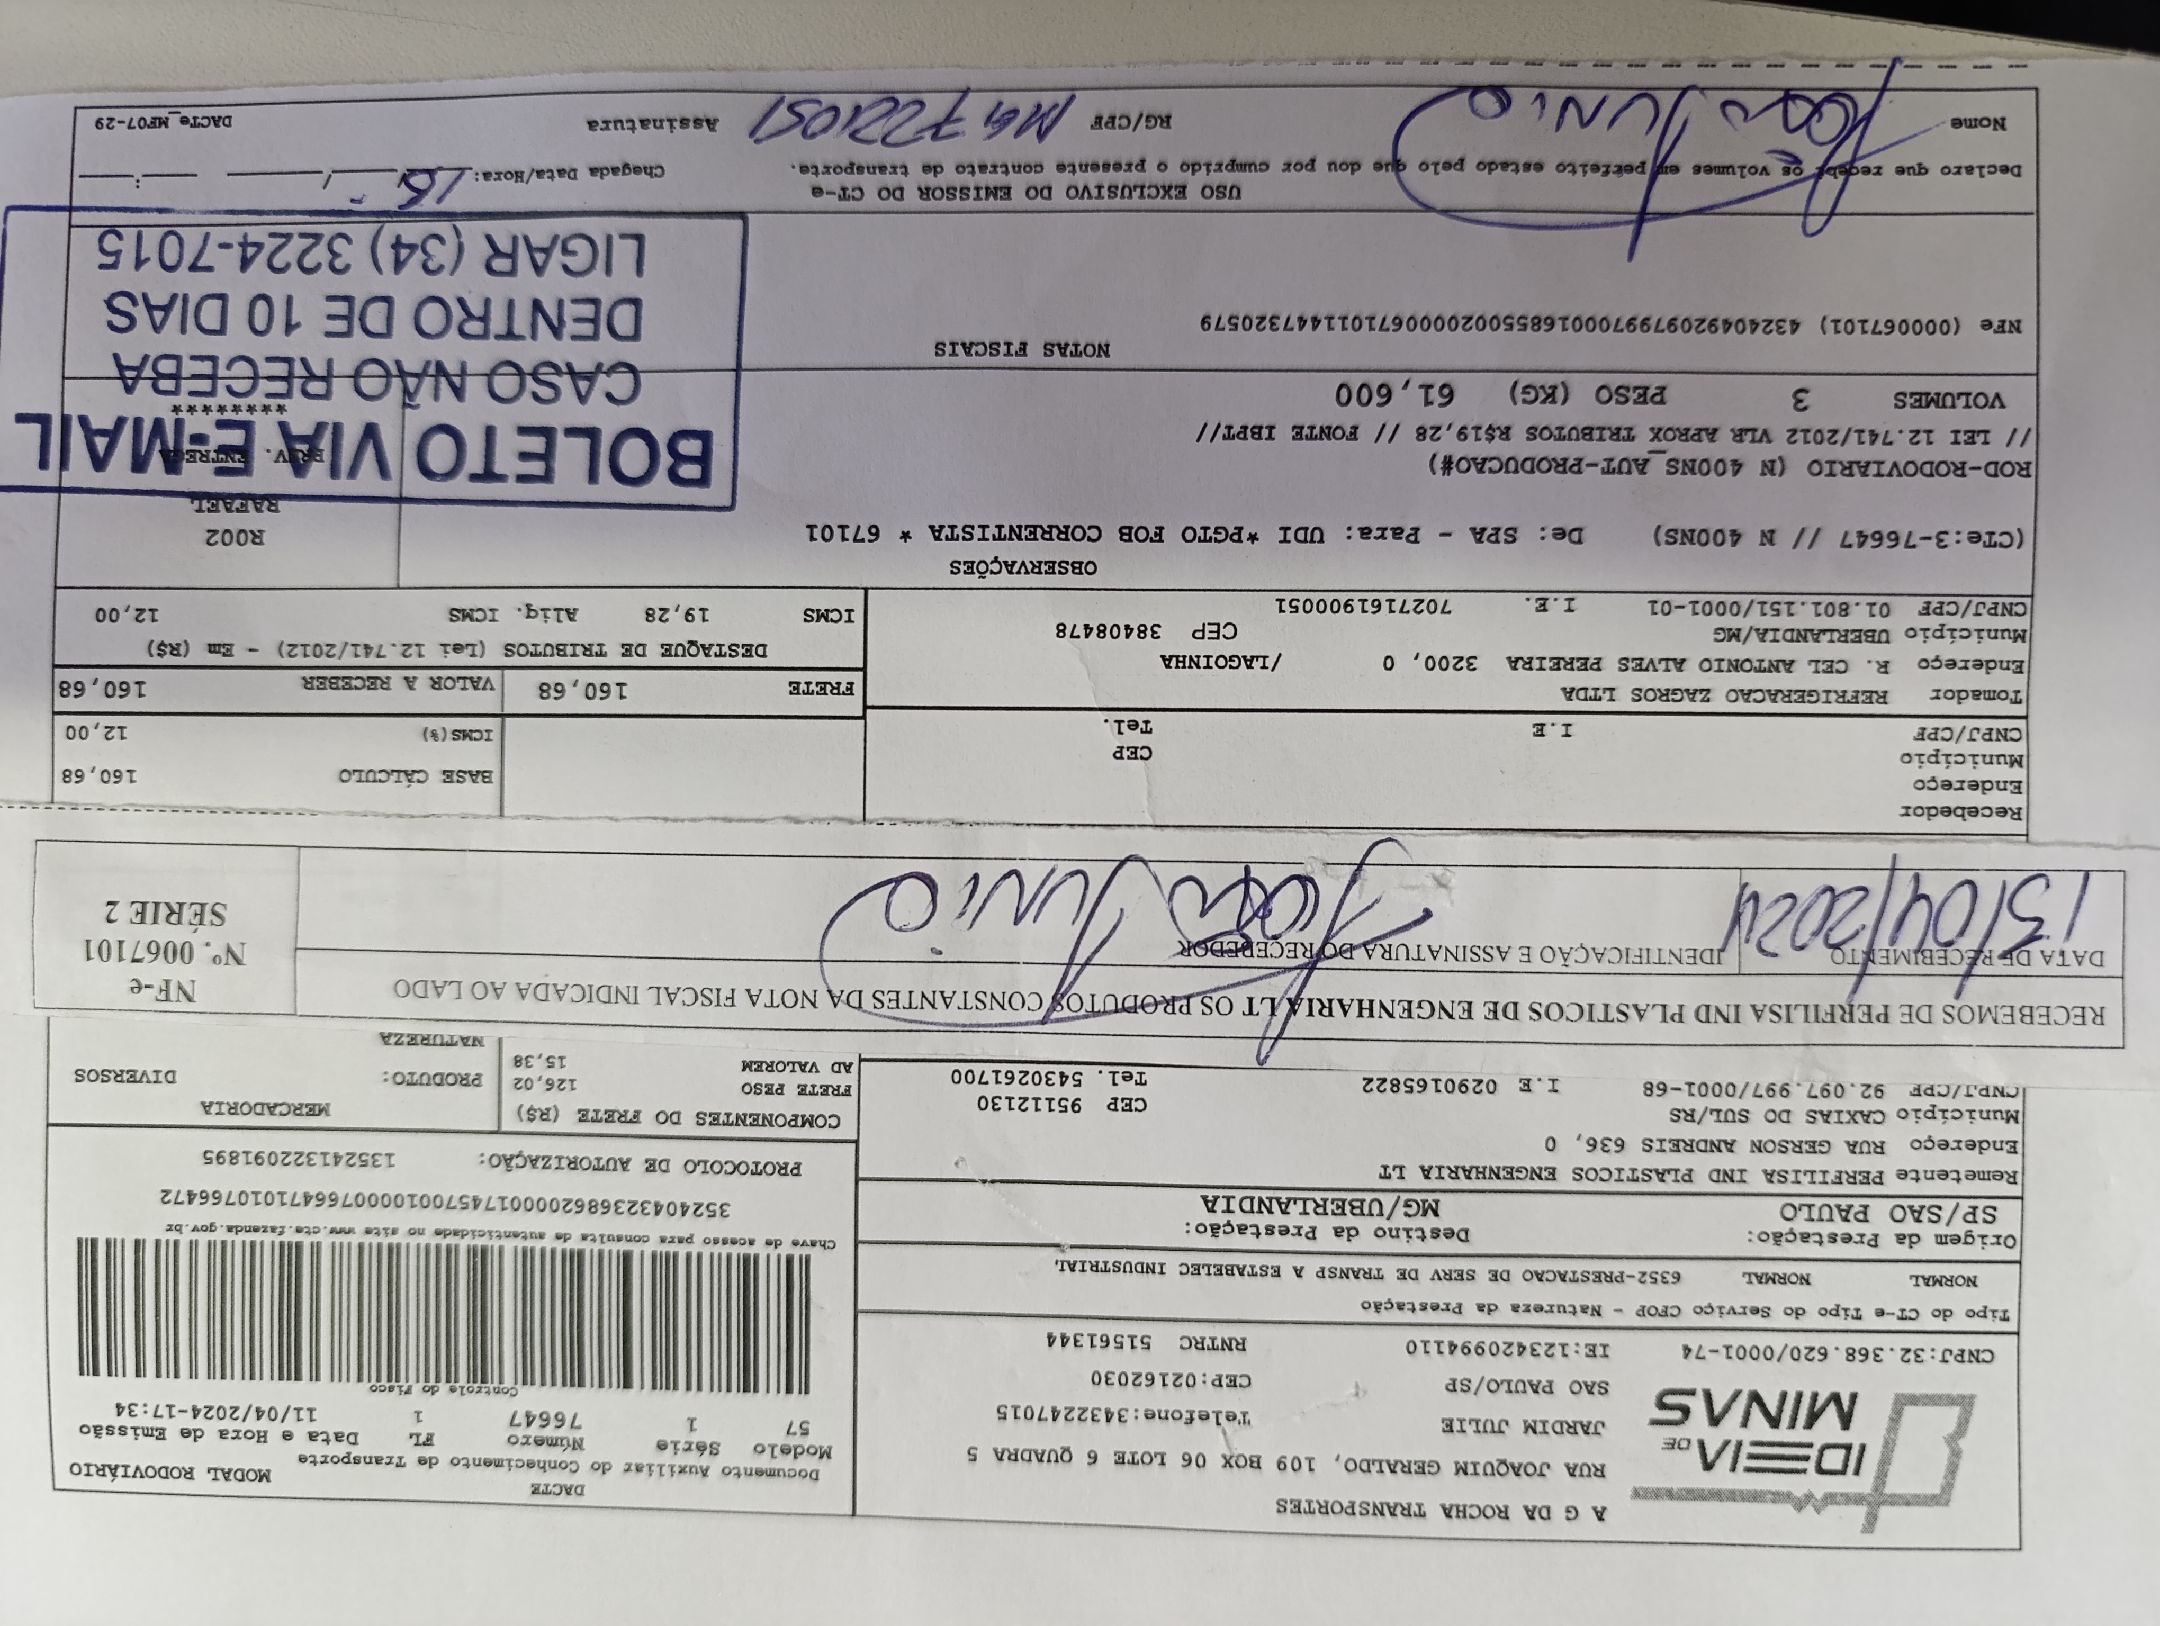 IDEIA DE MINAS
A G DA ROCHA TRANSPORTES
RUA JOAQUIM GERALDO, 109 BOX 06 LOTE 6 QUADRA 5
JARDIM JULIE Telefone:3432247015
SAO PAULO/SP CEP:02162030
CNPJ:32.368.620/0001-74 IE:123420994110 RNTRC 51561344
DACTE
Documento Auxiliar do Conhecimento de Transporte
MODAL RODOVIÁRIO
Modelo Série Número FL Data e Hora de Emissão
57 1 76647 1 11/04/2024-17:34
Controle do Fisco
Chave de acesso para consulta de autenticidade no site www.cte.fazenda.gov.br
35240432368620000174570010000766471010766472
PROTOCOLO DE AUTORIZAÇÃO: 135241322091895
Tipo do CT-e Tipo do Serviço CFOP - Natureza da Prestação
NORMAL NORMAL 6352-PRESTACAO DE SERV DE TRANSP A ESTABELEC INDUSTRIAL
Origem da Prestação: Destino da Prestação:
SP/SAO PAULO MG/UBERLANDIA
Remetente PERFILISA IND PLASTICOS ENGENHARIA LT
Endereço RUA GERSON ANDREIS 636, 0
Município CAXIAS DO SUL/RS CEP 95112130
CNPJ/CPF 92.097.997/0001-68 I.E 0290165822 Tel. 5430261700
COMPONENTES DO FRETE (R$) MERCADORIA
FRETE PESO 126,02 PRODUTO: DIVERSOS
AD VALOREM 15,38 NATUREZA
RECEBEMOS DE PERFILISA IND PLASTICOS DE ENGENHARIA LT OS PRODUTOS CONSTANTES DA NOTA FISCAL INDICADA AO LADO
DATA DE RECEBIMENTO IDENTIFICAÇÃO E ASSINATURA DO RECEBEDOR
13/04/2024
NF-e
Nº. 0067101
SÉRIE 2
Recebedor
Endereço
Município CEP
CNPJ/CPF I.E Tel.
BASE CÁLCULO 160,68
ICMS(%) 12,00
Tomador REFRIGERACAO ZAGROS LTDA
Endereço R. CEL ANTONIO ALVES PEREIRA 3200, 0 /LAGOINHA
Município UBERLANDIA/MG CEP 38408478
CNPJ/CPF 01.801.151/0001-01 I.E. 7027161900051
FRETE 160,68 VALOR A RECEBER 160,68
DESTAQUE DE TRIBUTOS (Lei 12.741/2012) - Em (R$)
ICMS 19,28 Aliq. ICMS 12,00
OBSERVAÇÕES
(CTe:3-76647 // N 400NS) De: SPA - Para: UDI *PGTO FOB CORRENTISTA * 67101
ROD-RODOVIARIO (N 400NS_AUT-PRODUCAO#)
// LEI 12.741/2012 VLR APROX TRIBUTOS R$19,28 // FONTE IBPT//
VOLUMES 3 PESO (KG) 61,600
R002
RAFAEL
PREV. ENTREGA
********
BOLETO VIA E-MAIL
CASO NÃO RECEBA
DENTRO DE 10 DIAS
LIGAR (34) 3224-7015
NOTAS FISCAIS
NFe (000067101) 43240492097997000168550020000671011447320579
USO EXCLUSIVO DO EMISSOR DO CT-e
Declaro que recebi os volumes em perfeito estado pelo que dou por cumprido o presente contrato de transporte. Chegada Data/Hora:
Nome RG/CPF MG 7221051 Assinatura DACTe_MF07-29